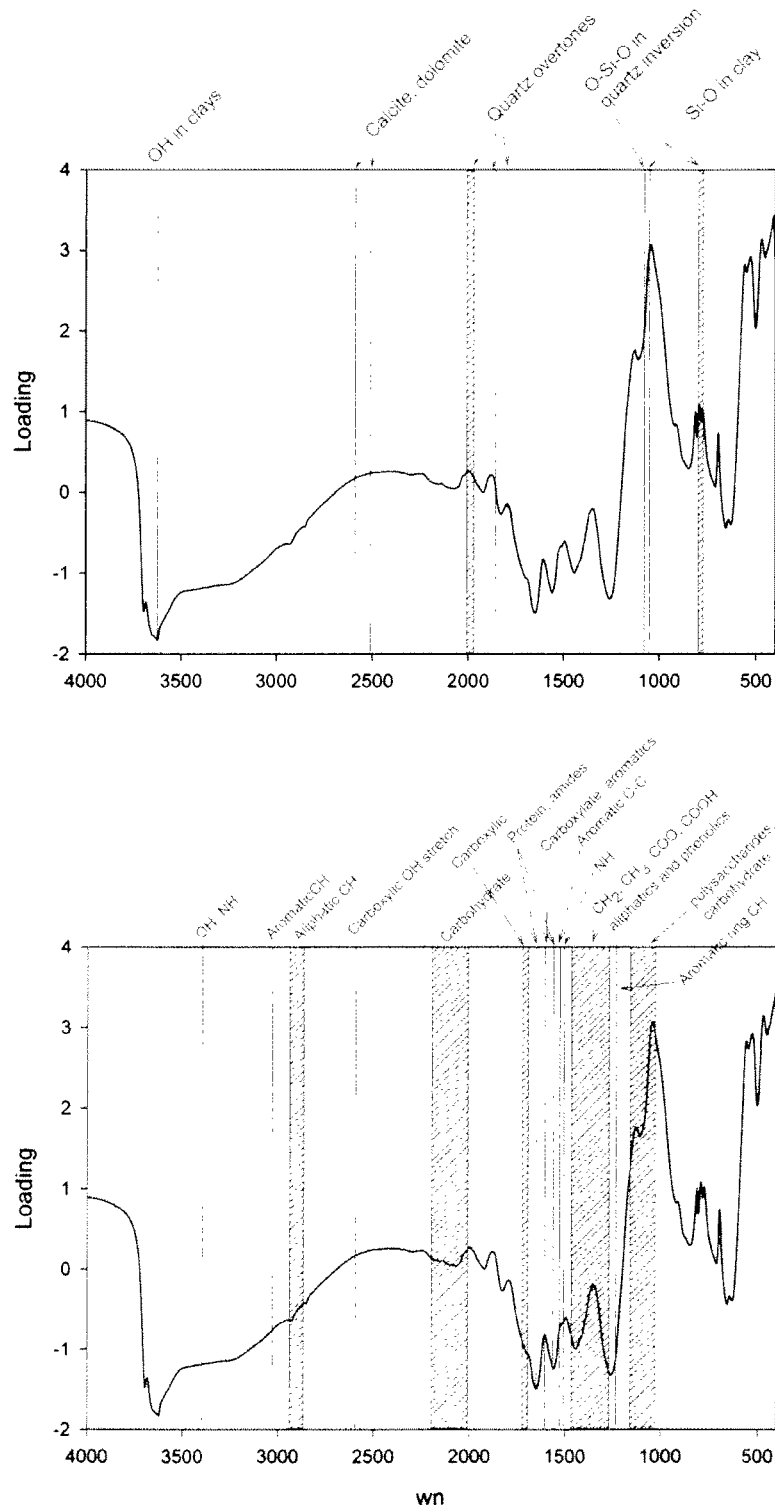 OH in clays
Calcite, dolomite
Quartz overtones
O-Si-O in
quartz inversion
Si-O in clay
4
3
2
1
0
-1
-2
Loading
4000 3500 3000 2500 2000 1500 1000 500
OH NH
AromaticCH
Aliphatic CH
Carboxylic OH stretch
Carbohydrate
Carboxylic
Protein, amides
Carboxylate, aromatics
Aromatic C=C
NH
CH2, CH3, COO, COOH
aliphatics and phenolics
polysaccharides
carbohydrate
Aromatic ring CH
4
3
2
1
0
-1
-2
Loading
4000 3500 3000 2500 2000 1500 1000 500
wn